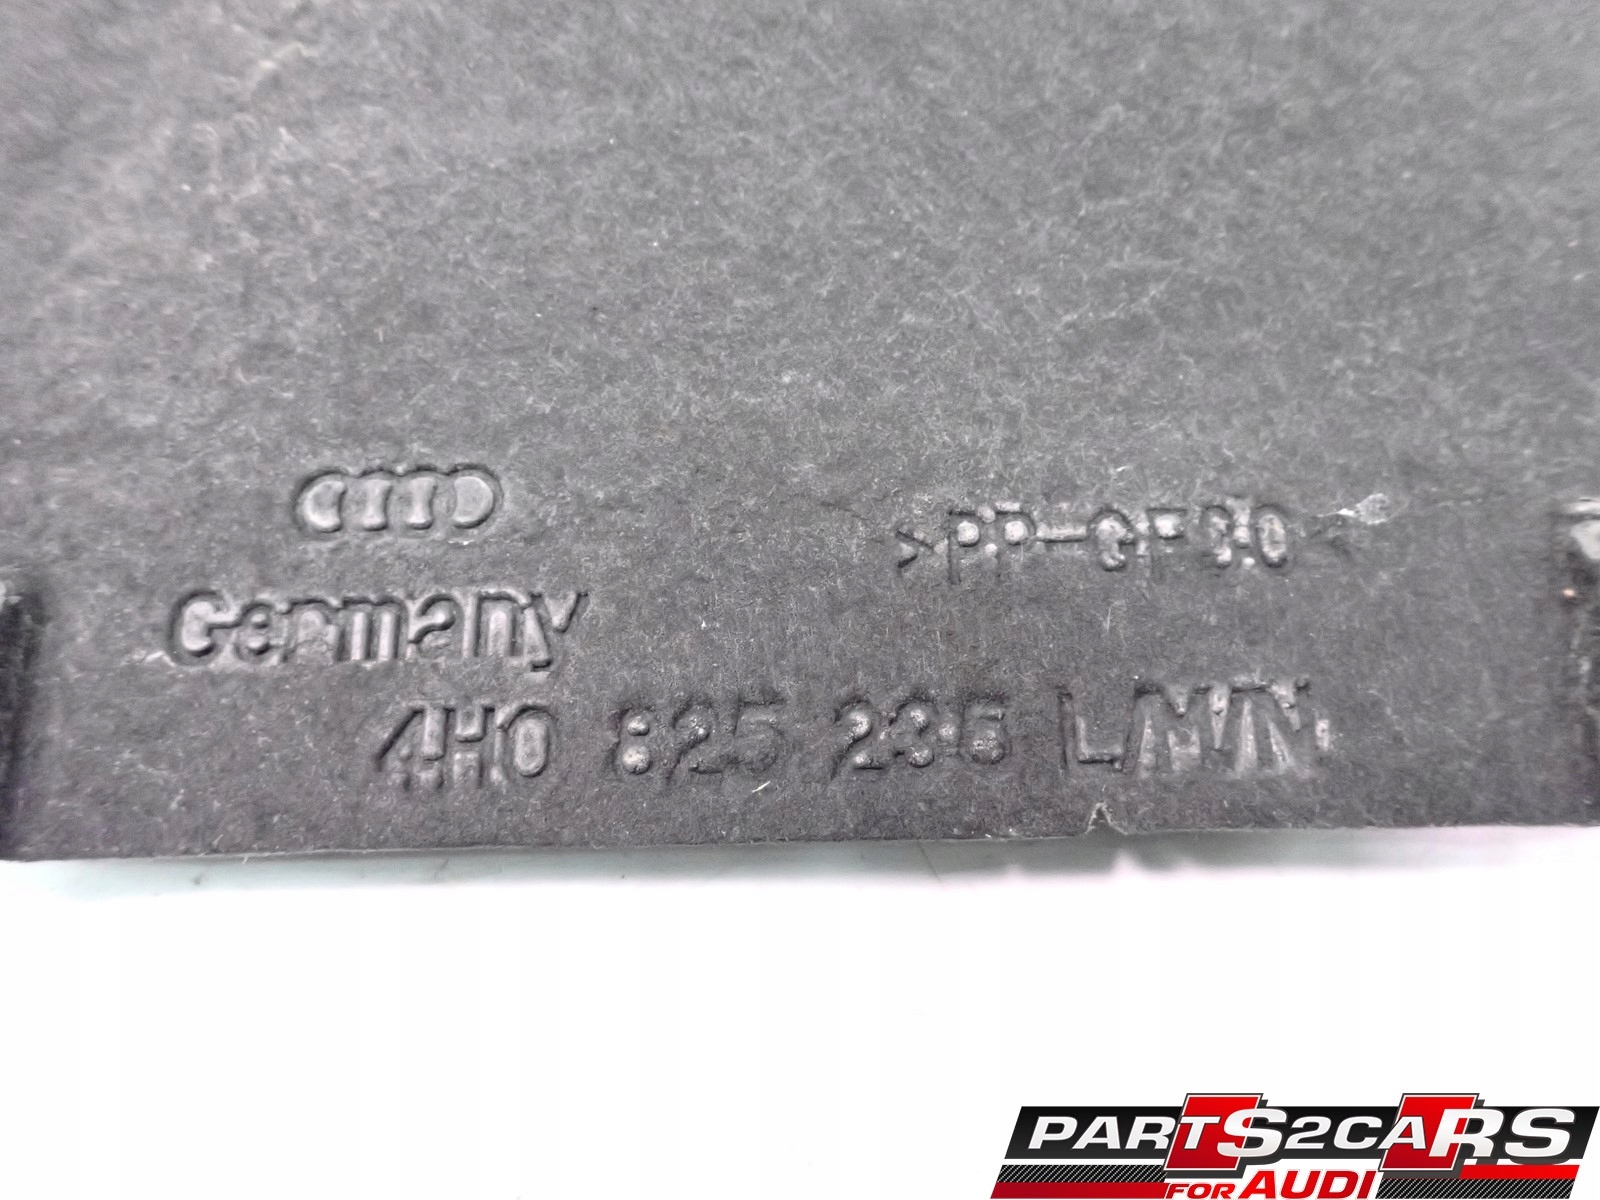 Germany
>PP-GF30<
4H0 825 236 L/M/N
PARTS2CARS
FOR AUDI